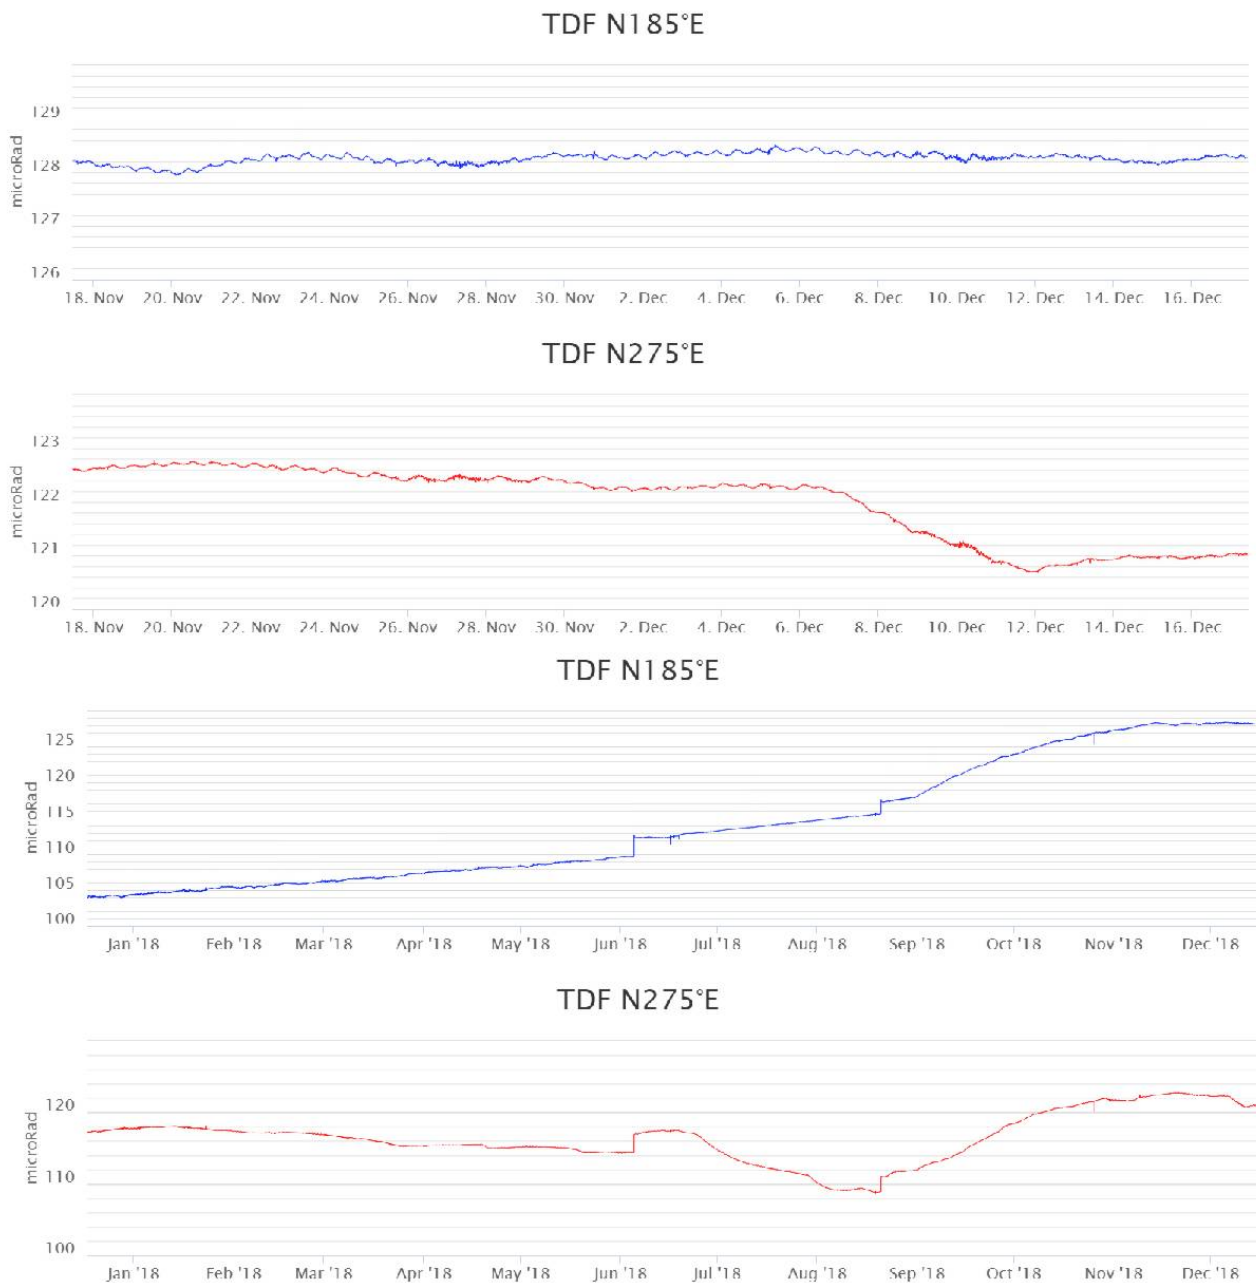 TDF N185°E
129
128
127
126
microRad
18. Nov 20. Nov 22. Nov 24. Nov 26. Nov 28. Nov 30. Nov 2. Dec 4. Dec 6. Dec 8. Dec 10. Dec 12. Dec 14. Dec 16. Dec
TDF N275°E
123
122
121
120
microRad
18. Nov 20. Nov 22. Nov 24. Nov 26. Nov 28. Nov 30. Nov 2. Dec 4. Dec 6. Dec 8. Dec 10. Dec 12. Dec 14. Dec 16. Dec
TDF N185°E
125
120
115
110
105
100
microRad
Jan '18 Feb '18 Mar '18 Apr '18 May '18 Jun '18 Jul '18 Aug '18 Sep '18 Oct '18 Nov '18 Dec '18
TDF N275°E
120
110
100
microRad
Jan '18 Feb '18 Mar '18 Apr '18 May '18 Jun '18 Jul '18 Aug '18 Sep '18 Oct '18 Nov '18 Dec '18